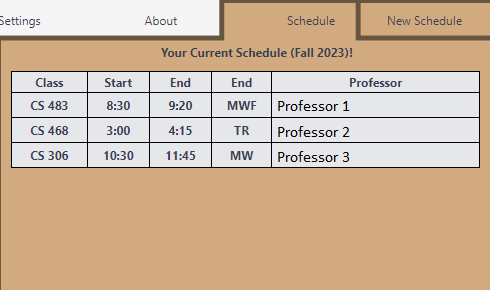 Settings About Schedule New Schedule
Your Current Schedule (Fall 2023)!
Class Start End End Professor
CS 483 8:30 9:20 MWF Professor 1
CS 468 3:00 4:15 TR Professor 2
CS 306 10:30 11:45 MW Professor 3